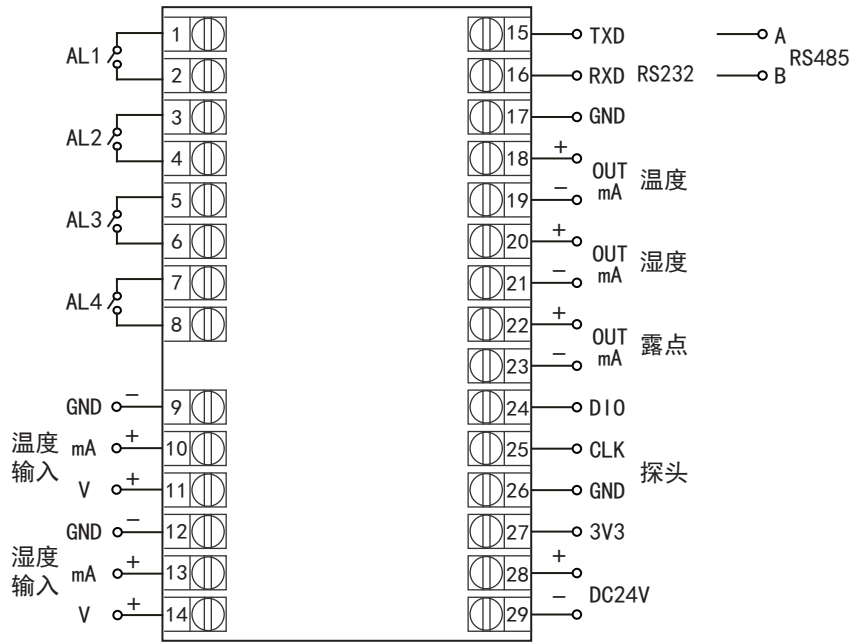 AL1
1
2
AL2
3
4
AL3
5
6
AL4
7
8
温度
输入
GND − 9
mA + 10
V + 11
湿度
输入
GND − 12
mA + 13
V + 14
15 TXD
16 RXD RS232
17 GND
A
B
RS485
18 +
19 −
OUT
mA
温度
20 +
21 −
OUT
mA
湿度
22 +
23 −
OUT
mA
露点
24 DIO
25 CLK
26 GND
27 3V3
探头
28 +
29 −
DC24V